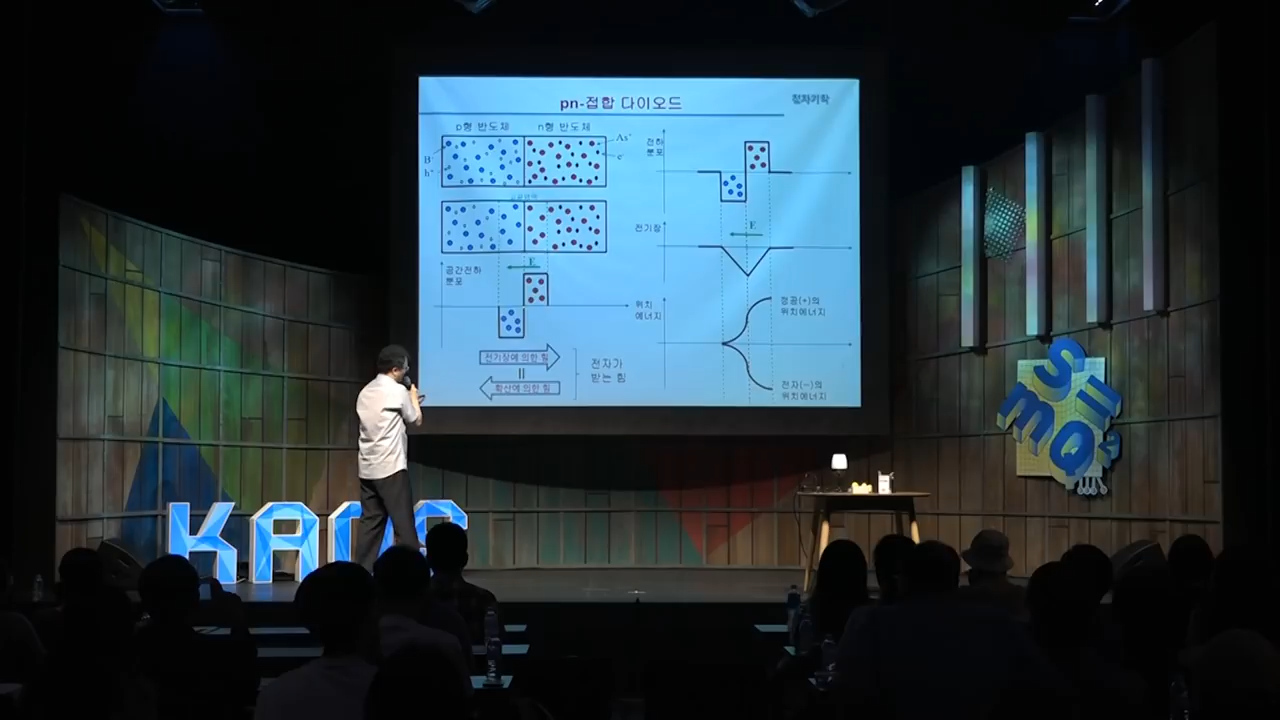 pn-접합 다이오드
전자기학
p형 반도체
n형 반도체
As⁺
B⁻
h⁺
e⁻
E
공간전하
분포
위치
전기장에 의한 힘
=
확산에 의한 힘
전자가
받는 힘
전하
분포
전기장
E
에너지
정공(+)의
위치에너지
전자(−)의
위치에너지
KAOS